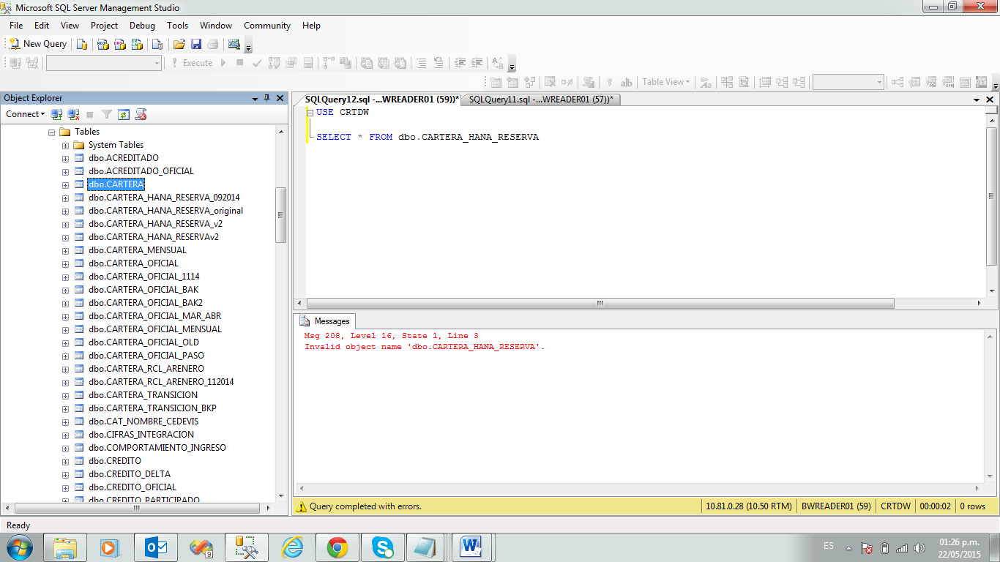 Microsoft SQL Server Management Studio
File Edit View Project Debug Tools Window Community Help
New Query
Execute
Table View
Object Explorer
Connect
Tables
System Tables
dbo.ACREDITADO
dbo.ACREDITADO_OFICIAL
dbo.CARTERA
dbo.CARTERA_HANA_RESERVA_092014
dbo.CARTERA_HANA_RESERVA_original
dbo.CARTERA_HANA_RESERVA_v2
dbo.CARTERA_HANA_RESERVAv2
dbo.CARTERA_MENSUAL
dbo.CARTERA_OFICIAL
dbo.CARTERA_OFICIAL_1114
dbo.CARTERA_OFICIAL_BAK
dbo.CARTERA_OFICIAL_BAK2
dbo.CARTERA_OFICIAL_MAR_ABR
dbo.CARTERA_OFICIAL_MENSUAL
dbo.CARTERA_OFICIAL_OLD
dbo.CARTERA_OFICIAL_PASO
dbo.CARTERA_RCL_ARENERO
dbo.CARTERA_RCL_ARENERO_112014
dbo.CARTERA_TRANSICION
dbo.CARTERA_TRANSICION_BKP
dbo.CAT_NOMBRE_CEDEVIS
dbo.CIFRAS_INTEGRACION
dbo.COMPORTAMIENTO_INGRESO
dbo.CREDITO
dbo.CREDITO_DELTA
dbo.CREDITO_OFICIAL
dbo.CREDITO_PARTICIPADO
SQLQuery12.sql -...WREADER01 (59))* SQLQuery11.sql -...WREADER01 (57))*
USE CRTDW
SELECT * FROM dbo.CARTERA_HANA_RESERVA
Messages
Msg 208, Level 16, State 1, Line 3
Invalid object name 'dbo.CARTERA_HANA_RESERVA'.
Query completed with errors. 10.81.0.28 (10.50 RTM) BWREADER01 (59) CRTDW 00:00:02 0 rows
Ready
ES
01:26 p.m.
22/05/2015